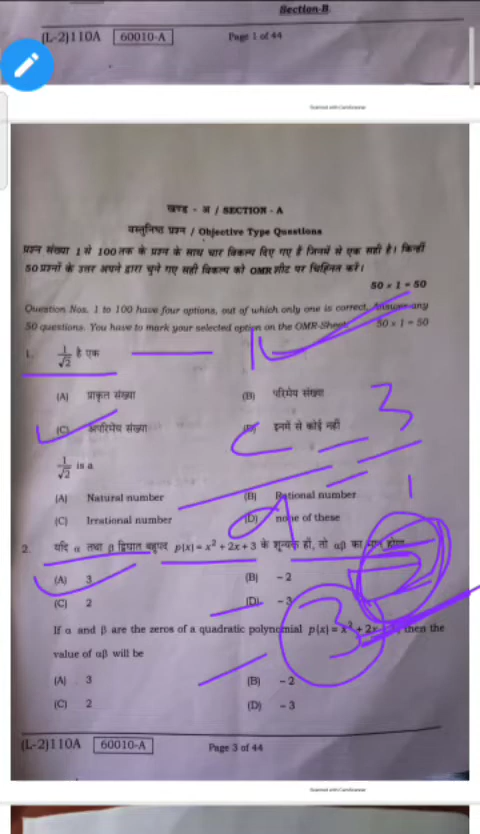 Section-B
(L-2)110A 60010-A Page 1 of 44
Scanned with CamScanner
खण्ड - अ / SECTION - A
वस्तुनिष्ठ प्रश्न / Objective Type Questions
प्रश्न संख्या 1 से 100 तक के प्रश्न के साथ चार विकल्प दिए गए हैं जिनमें से एक सही है। किन्हीं
50 प्रश्नों के उत्तर अपने द्वारा चुने गए सही विकल्प को OMR शीट पर चिह्नित करें।
50 × 1 = 50
Question Nos. 1 to 100 have four options, out of which only one is correct. Answer any
50 questions. You have to mark your selected option on the OMR-Sheet. 50 × 1 = 50
1. 1/√2 है एक
(A) प्राकृत संख्या (B) परिमेय संख्या
(C) अपरिमेय संख्या (D) इनमें से कोई नहीं
1/√2 is a
(A) Natural number (B) Rational number
(C) Irrational number (D) none of these
2. यदि α तथा β द्विघात बहुपद p(x) = x² + 2x + 3 के शून्यक हों, तो αβ का मान होगा
(A) 3 (B) - 2
(C) 2 (D) - 3
If α and β are the zeros of a quadratic polynomial p(x) = x² + 2x then the
value of αβ will be
(A) 3 (B) - 2
(C) 2 (D) - 3
(L-2)110A 60010-A Page 3 of 44
Scanned with CamScanner